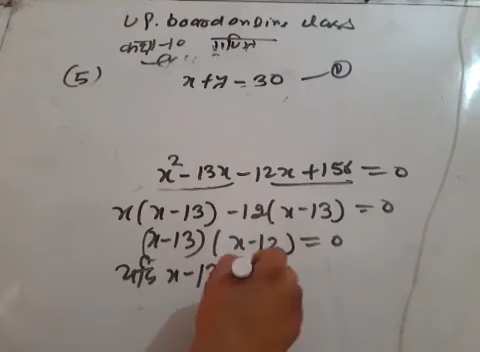 U.P. board online class
कक्षा-10 गणित
(5) x+y=30 —①
x²-13x-12x+156=0
x(x-13)-12(x-13)=0
(x-13)(x-12)=0
यदि x-1